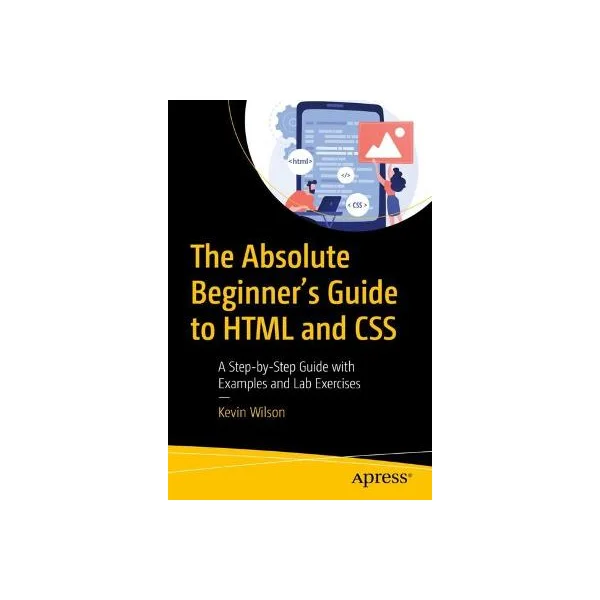 <html>
</>
<CSS>
The Absolute
Beginner's Guide
to HTML and CSS
A Step-by-Step Guide with
Examples and Lab Exercises
Kevin Wilson
Apress®